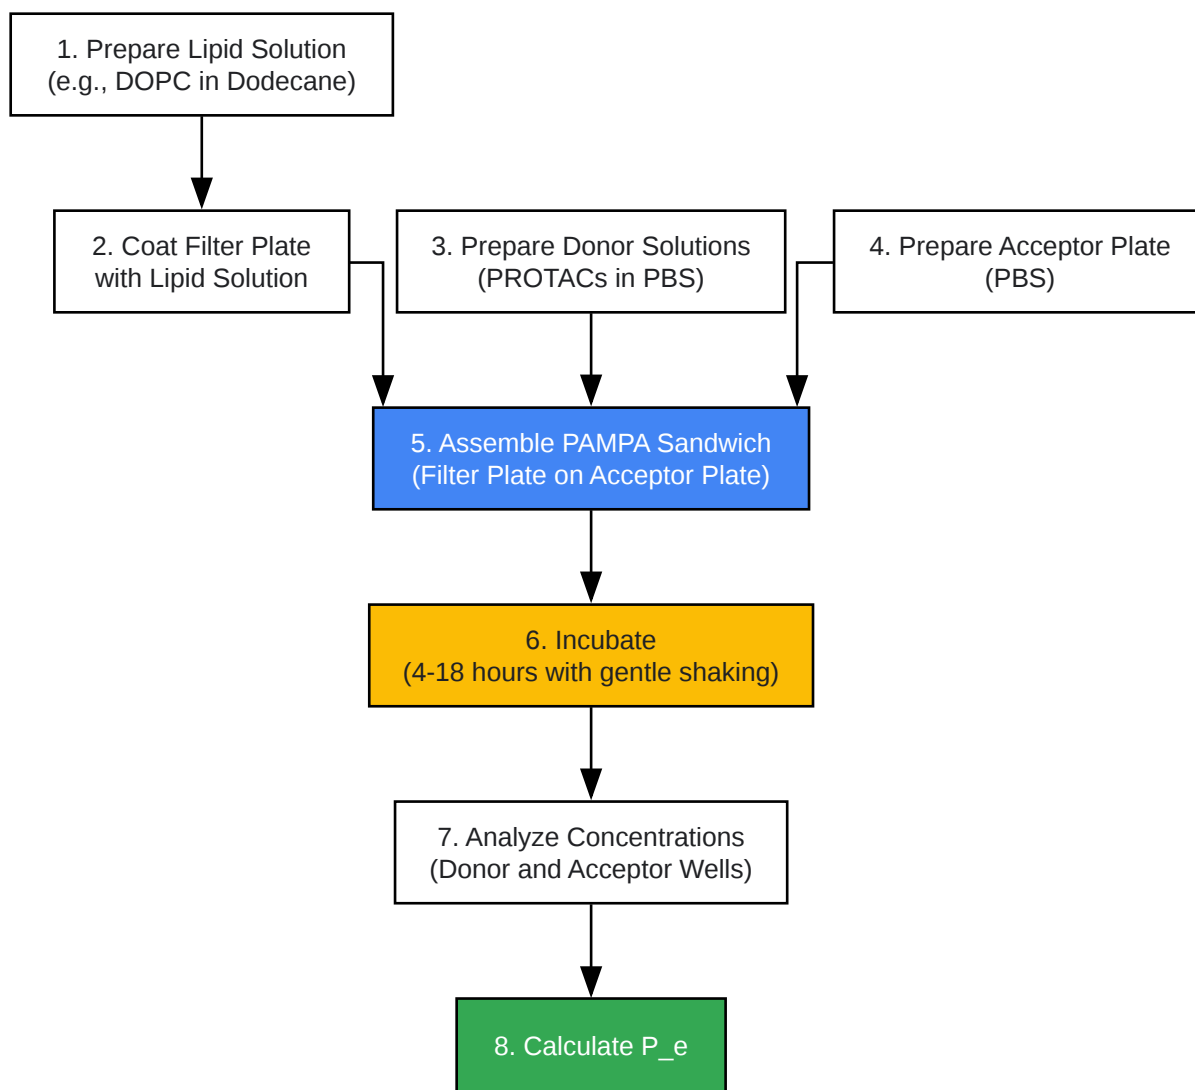 1. Prepare Lipid Solution
(e.g., DOPC in Dodecane)
2. Coat Filter Plate
with Lipid Solution
3. Prepare Donor Solutions
(PROTACs in PBS)
4. Prepare Acceptor Plate
(PBS)
5. Assemble PAMPA Sandwich
(Filter Plate on Acceptor Plate)
6. Incubate
(4-18 hours with gentle shaking)
7. Analyze Concentrations
(Donor and Acceptor Wells)
8. Calculate P_e